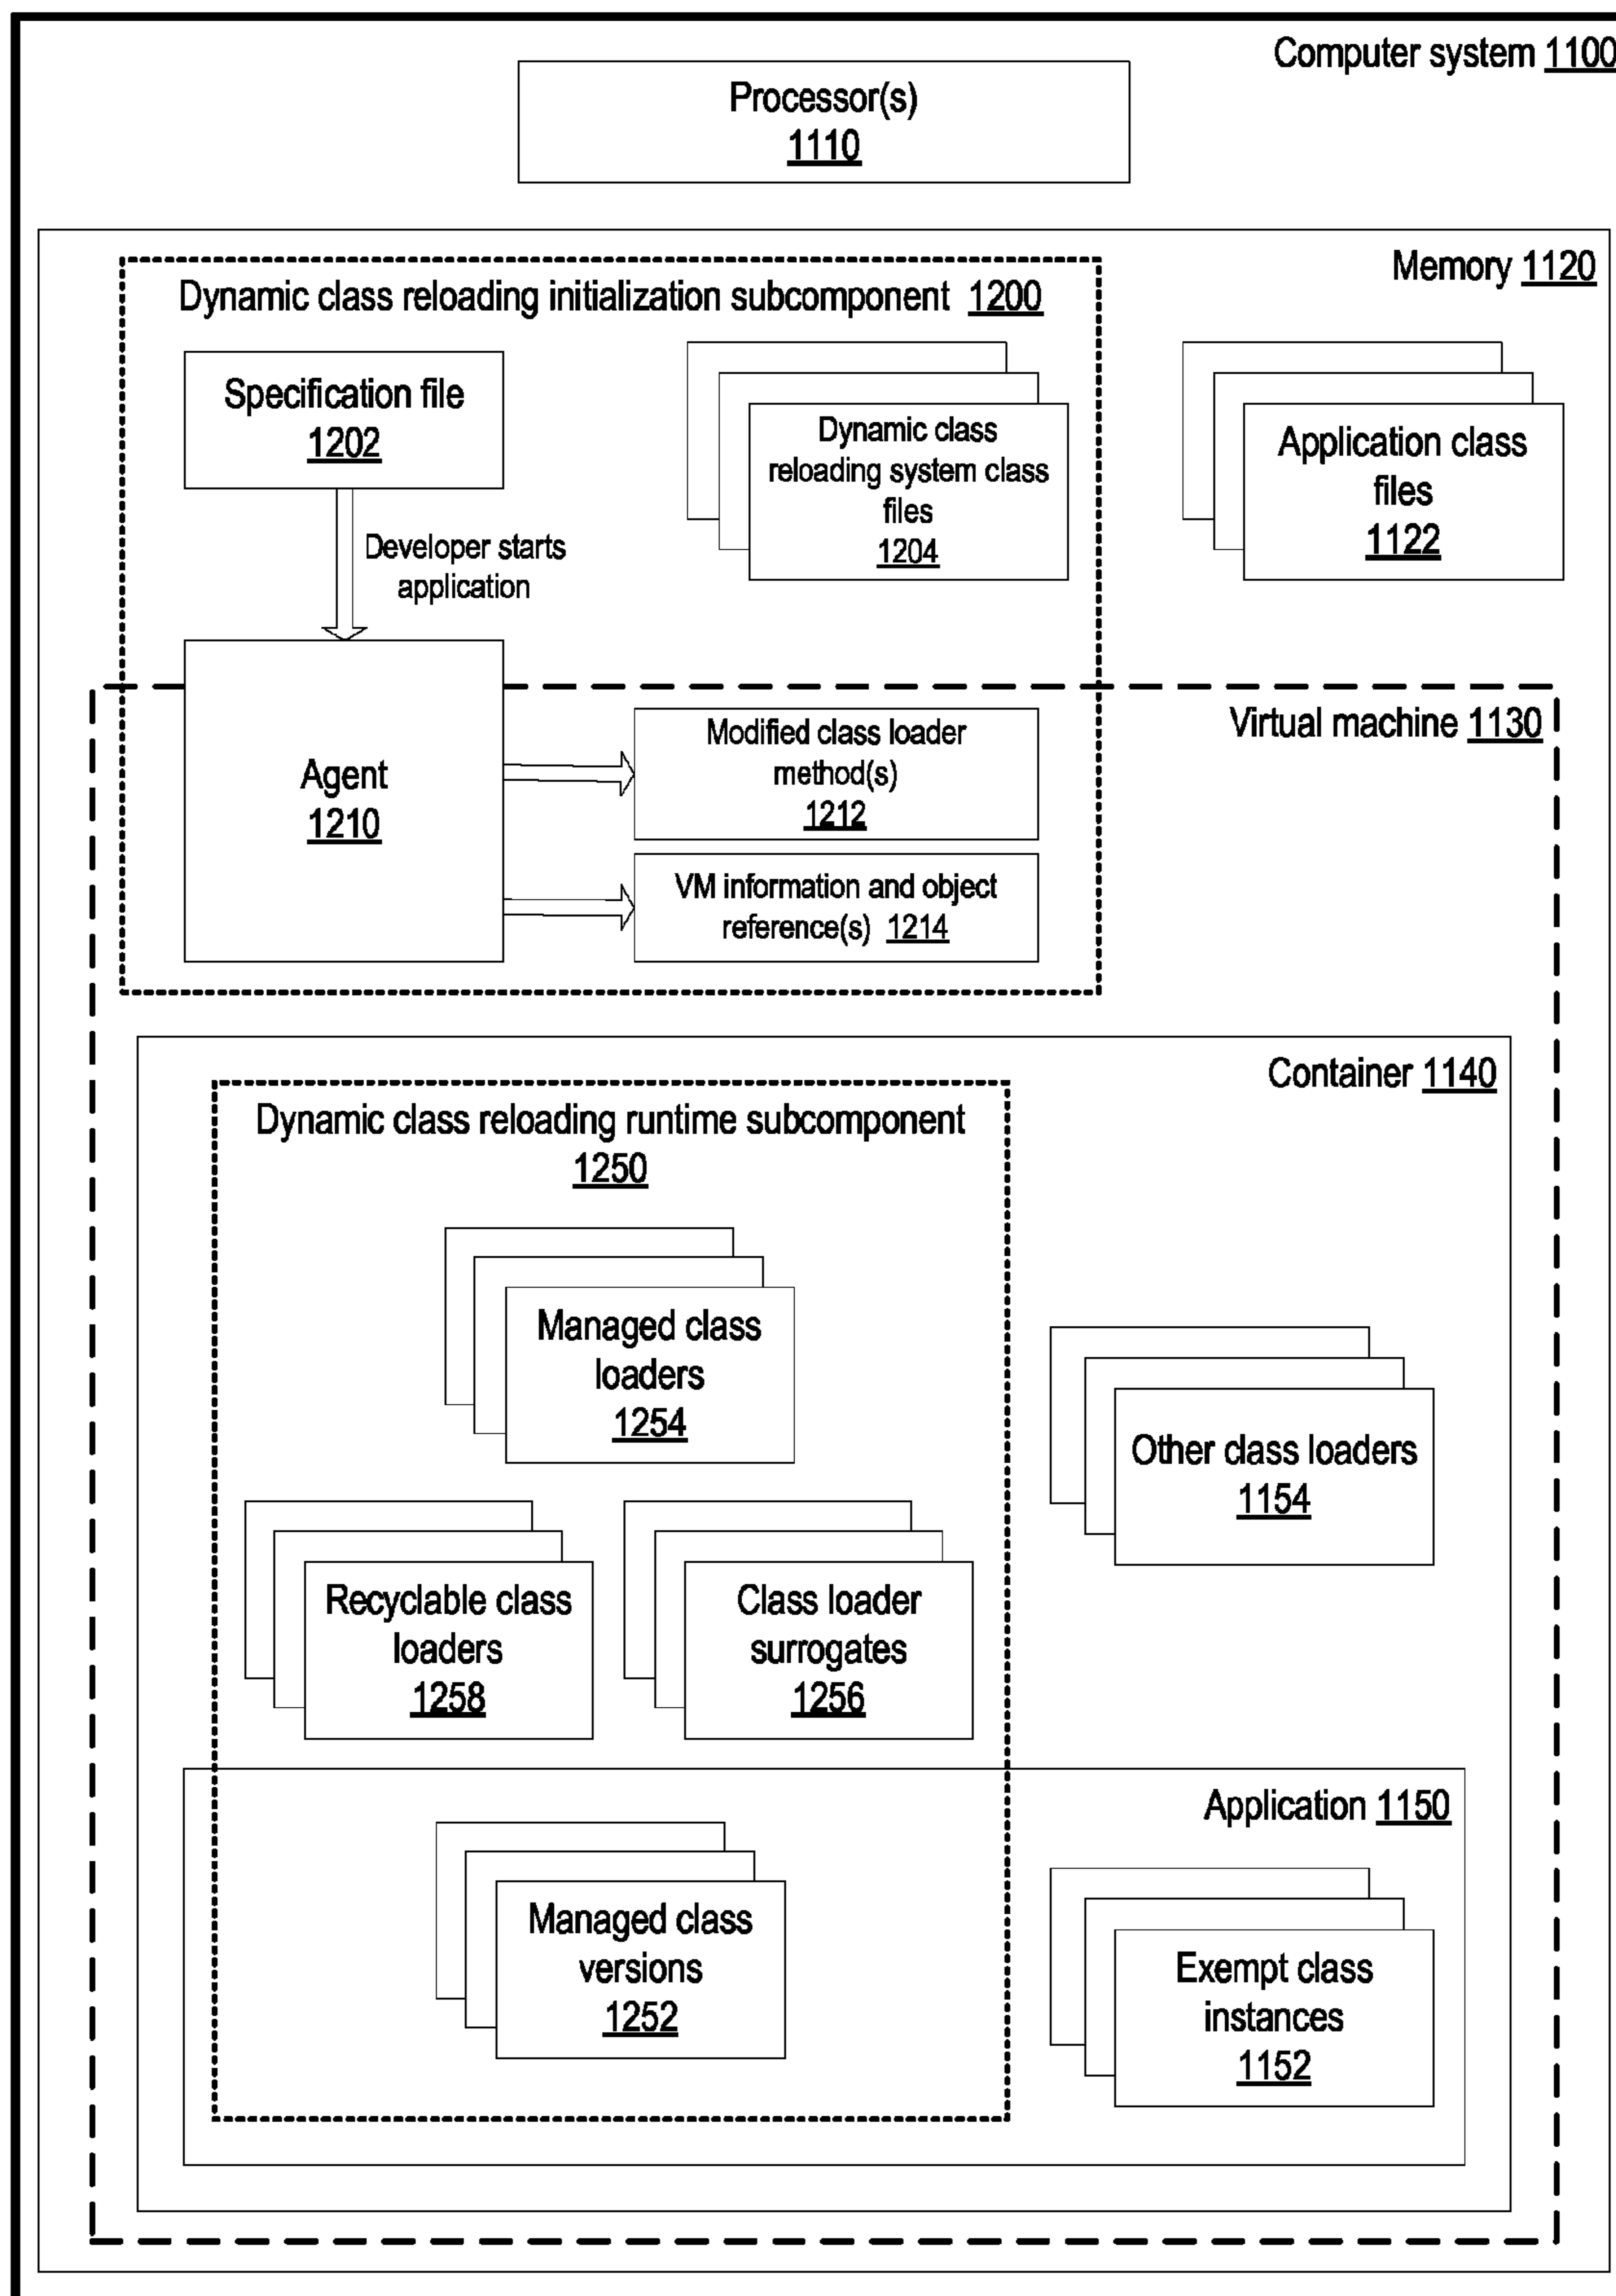 Computer system 1100
Processor(s)
1110
Memory 1120
Dynamic class reloading initialization subcomponent 1200
Specification file
1202
Dynamic class
reloading system class
files
1204
Application class
files
1122
Developer starts
application
Virtual machine 1130
Agent
1210
Modified class loader
method(s)
1212
VM information and object
reference(s) 1214
Container 1140
Dynamic class reloading runtime subcomponent
1250
Managed class
loaders
1254
Other class loaders
1154
Recyclable class
loaders
1258
Class loader
surrogates
1256
Application 1150
Managed class
versions
1252
Exempt class
instances
1152